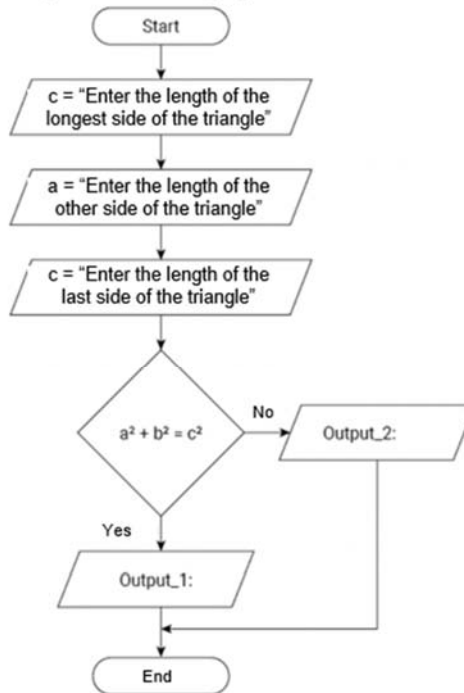 Start
c = “Enter the length of the
longest side of the triangle”
a = “Enter the length of the
other side of the triangle”
c = “Enter the length of the
last side of the triangle”
a² + b² = c²
No
Output_2:
Yes
Output_1:
End